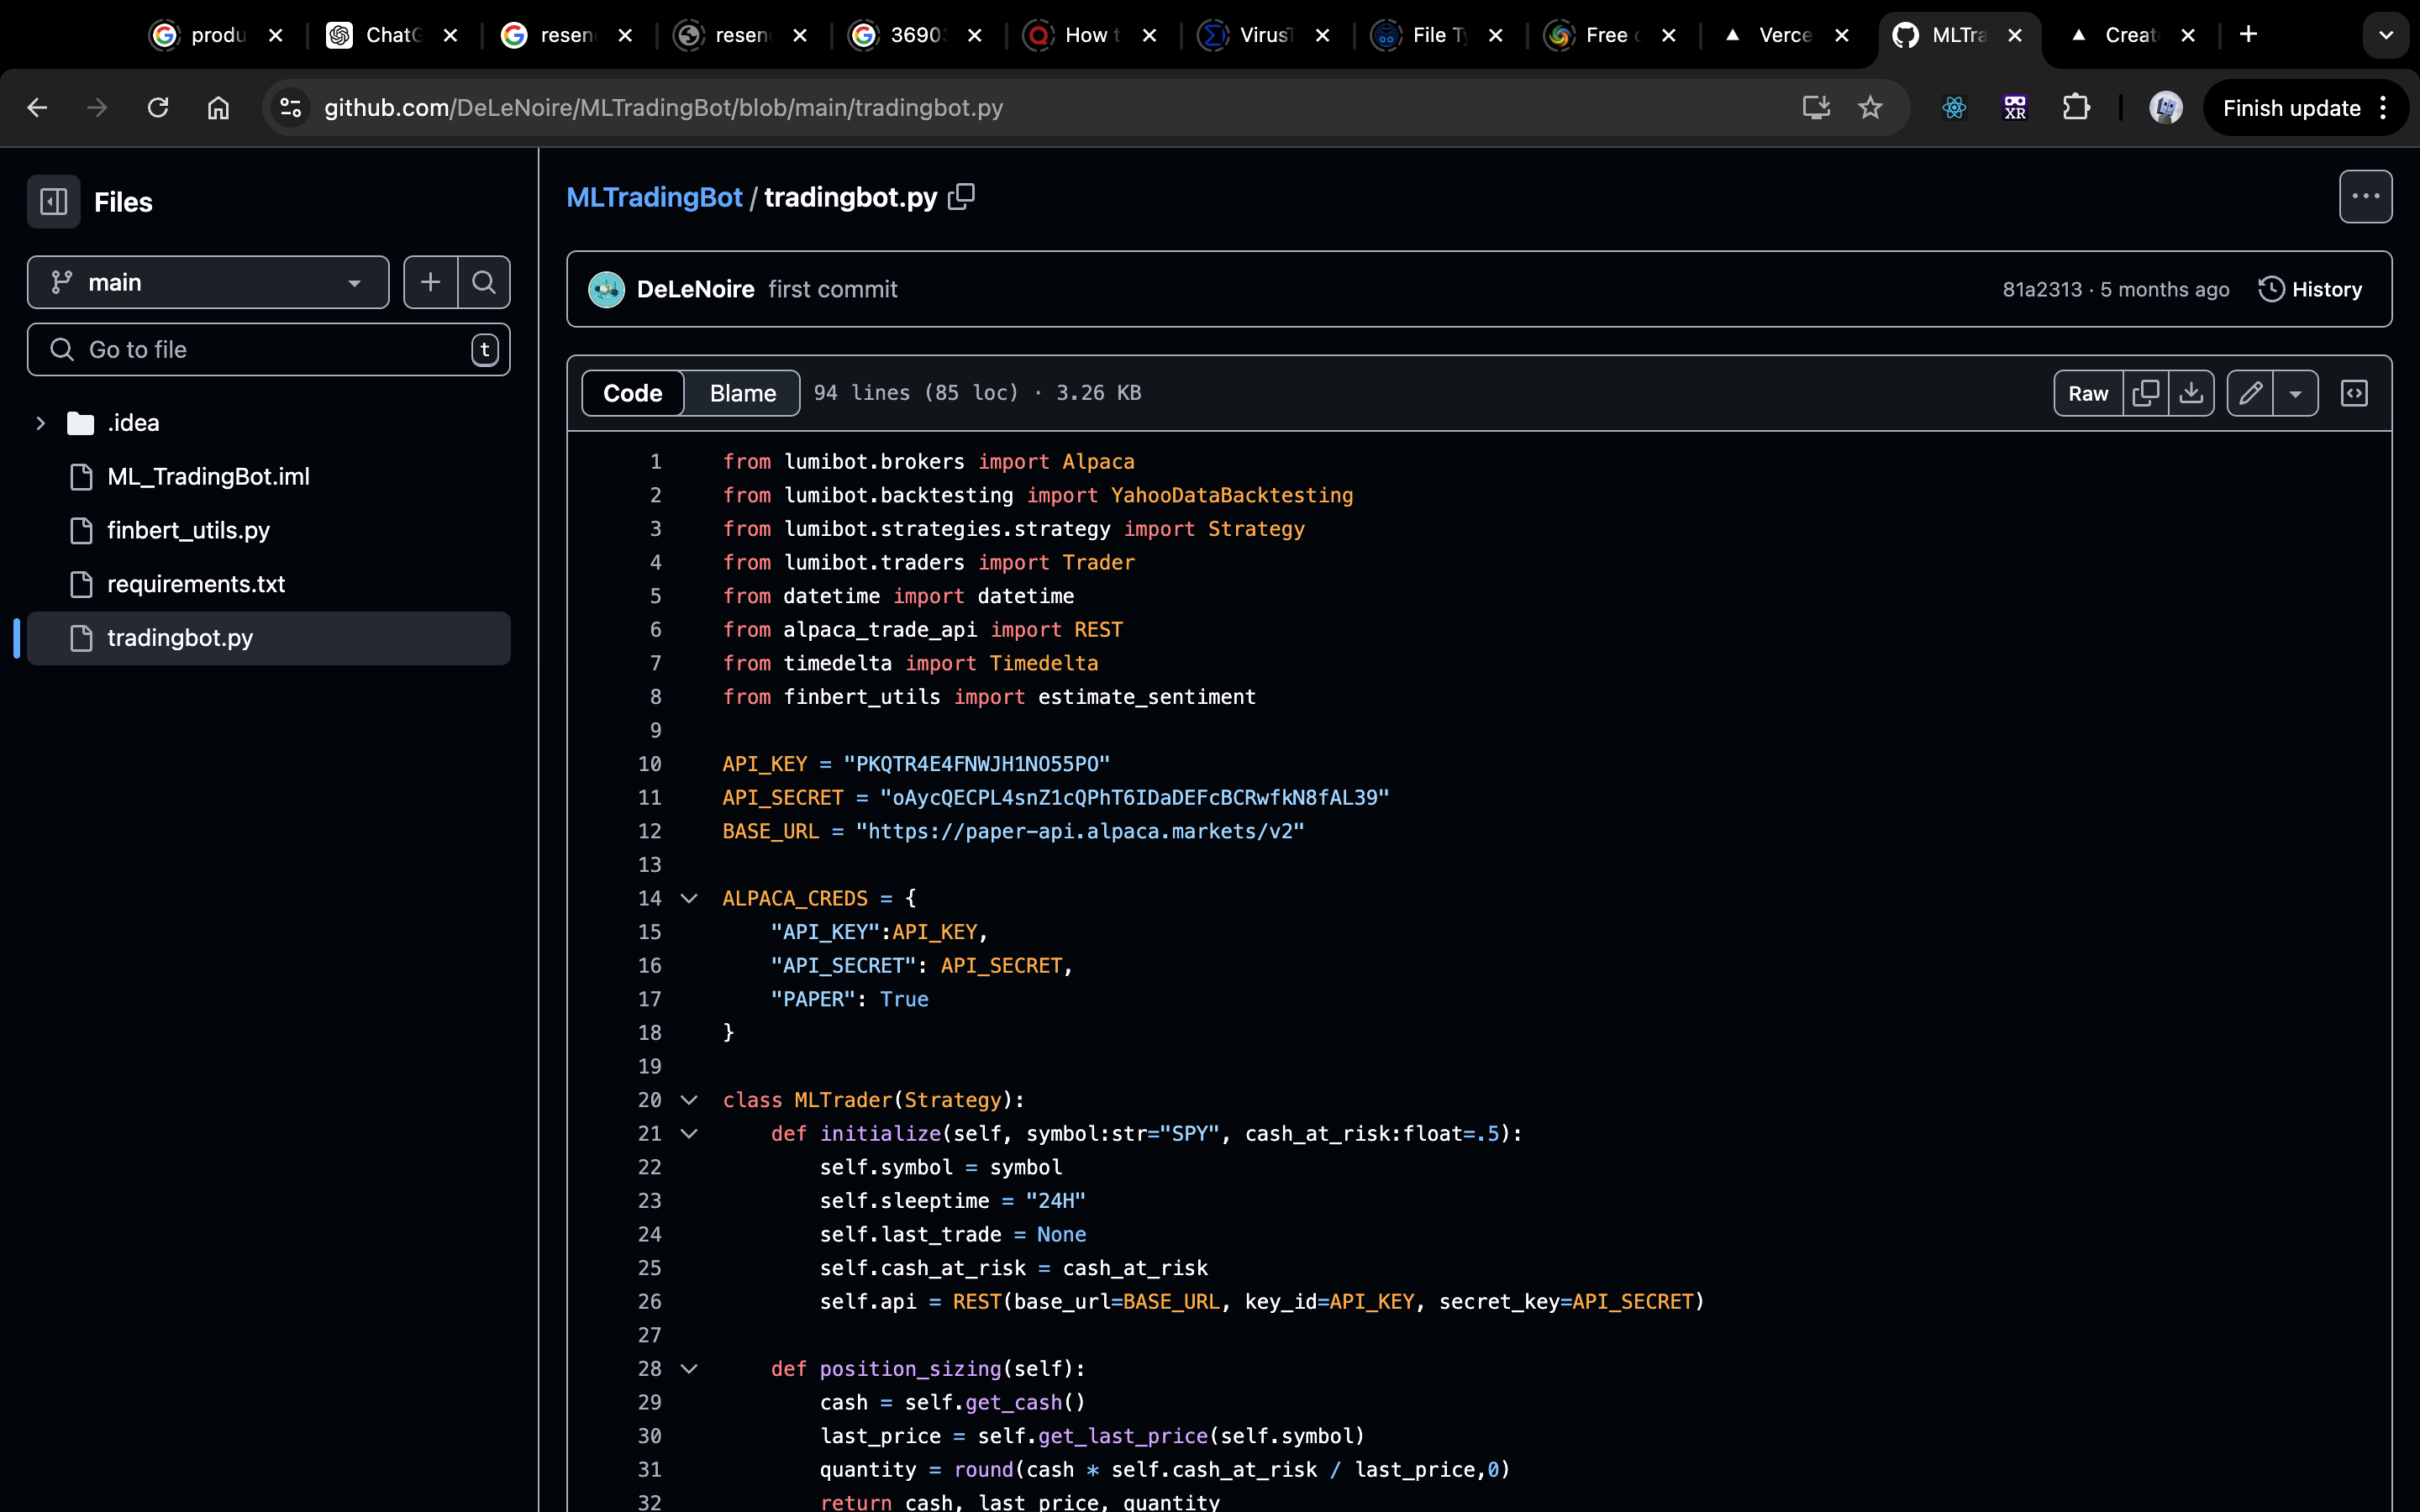 produ
ChatG
resen
resen
3690
How t
Virus
File Ty
Free
Verce
MLTra
Creat
github.com/DeLeNoire/MLTradingBot/blob/main/tradingbot.py
Finish update
Files
main
Go to file
t
.idea
ML_TradingBot.iml
finbert_utils.py
requirements.txt
tradingbot.py
MLTradingBot / tradingbot.py
DeLeNoire first commit
81a2313 · 5 months ago
History
Code Blame 94 lines (85 loc) · 3.26 KB
Raw
1 from lumibot.brokers import Alpaca
2 from lumibot.backtesting import YahooDataBacktesting
3 from lumibot.strategies.strategy import Strategy
4 from lumibot.traders import Trader
5 from datetime import datetime
6 from alpaca_trade_api import REST
7 from timedelta import Timedelta
8 from finbert_utils import estimate_sentiment
9
10 API_KEY = "PKQTR4E4FNWJH1NO55PO"
11 API_SECRET = "oAycQECPL4snZ1cQPhT6IDaDEFcBCRwfkN8fAL39"
12 BASE_URL = "https://paper-api.alpaca.markets/v2"
13
14 ALPACA_CREDS = {
15 "API_KEY":API_KEY,
16 "API_SECRET": API_SECRET,
17 "PAPER": True
18 }
19
20 class MLTrader(Strategy):
21 def initialize(self, symbol:str="SPY", cash_at_risk:float=.5):
22 self.symbol = symbol
23 self.sleeptime = "24H"
24 self.last_trade = None
25 self.cash_at_risk = cash_at_risk
26 self.api = REST(base_url=BASE_URL, key_id=API_KEY, secret_key=API_SECRET)
27
28 def position_sizing(self):
29 cash = self.get_cash()
30 last_price = self.get_last_price(self.symbol)
31 quantity = round(cash * self.cash_at_risk / last_price,0)
32 return cash, last_price, quantity